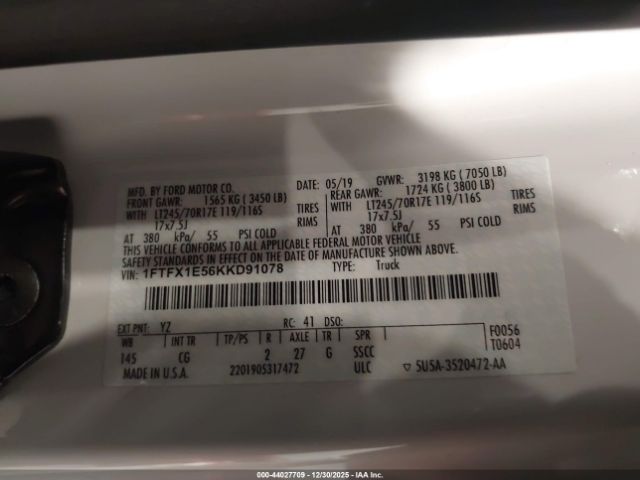 MFD. BY FORD MOTOR CO. DATE: 05/19 GVWR: 3198 KG ( 7050 LB)
FRONT GAWR: 1565 KG ( 3450 LB) REAR GAWR: 1724 KG ( 3800 LB)
WITH LT245/70R17E 119/116S TIRES WITH LT245/70R17E 119/116S TIRES
17x7.5J RIMS 17x7.5J RIMS
AT 380 kPa/ 55 PSI COLD AT 380 kPa/ 55 PSI COLD
THIS VEHICLE CONFORMS TO ALL APPLICABLE FEDERAL MOTOR VEHICLE
SAFETY STANDARDS IN EFFECT ON THE DATE OF MANUFACTURE SHOWN ABOVE.
VIN: 1FTFX1E56KKD91078 TYPE: Truck
EXT PNT: YZ RC: 41 DSO: F0056
WB INT TR TP/PS R AXLE TR SPR T0604
145 CG 2 27 G SSCC
MADE IN U.S.A. 2201905317472 ULC ▽ 5U5A-3520472-AA
000-44027709 - 12/30/2025 - IAA Inc.